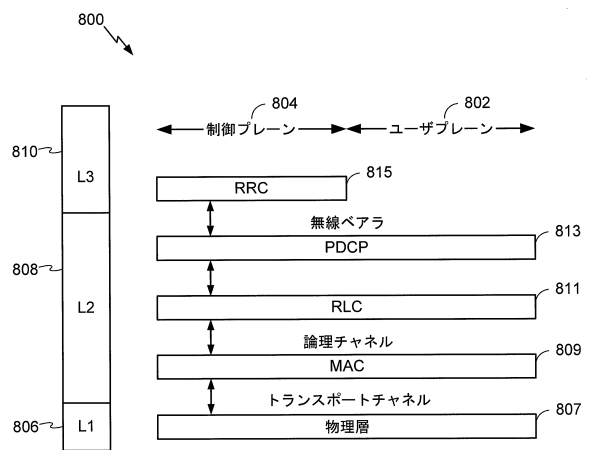 800
804
802
制御プレーン
ユーザプレーン
810
L3
RRC
815
無線ベアラ
PDCP
813
808
L2
RLC
811
論理チャネル
MAC
809
トランスポートチャネル
806
L1
物理層
807